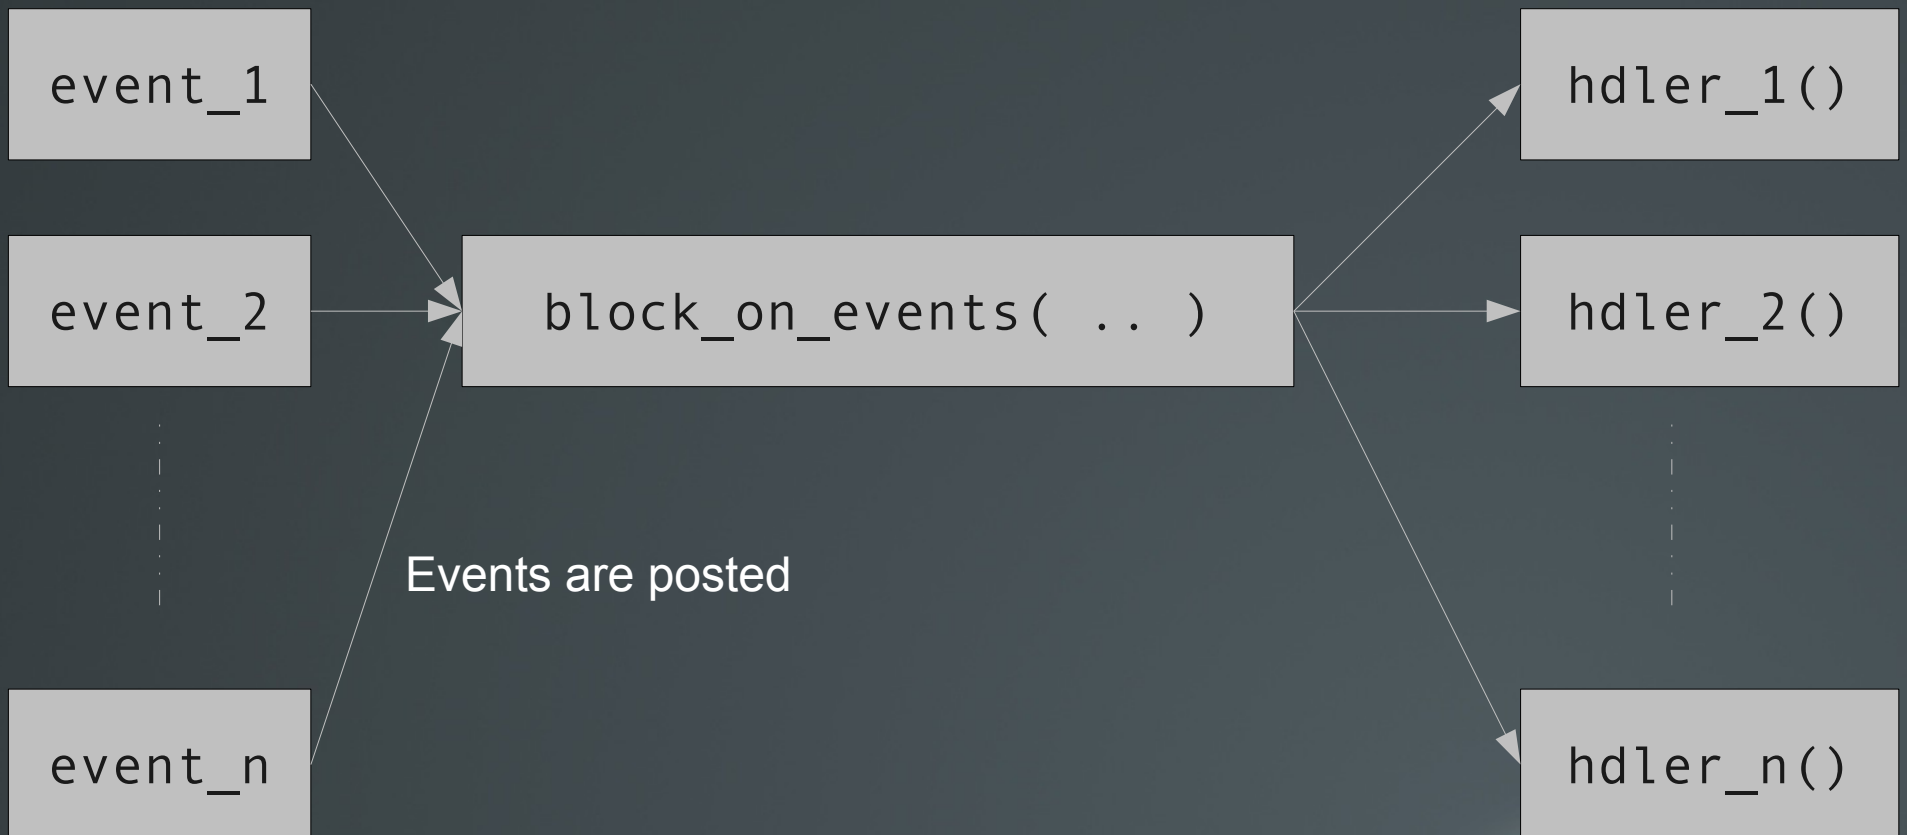 event_1
hdler_1()
event_2
block_on_events( .. )
hdler_2()
Events are posted
event_n
hdler_n()